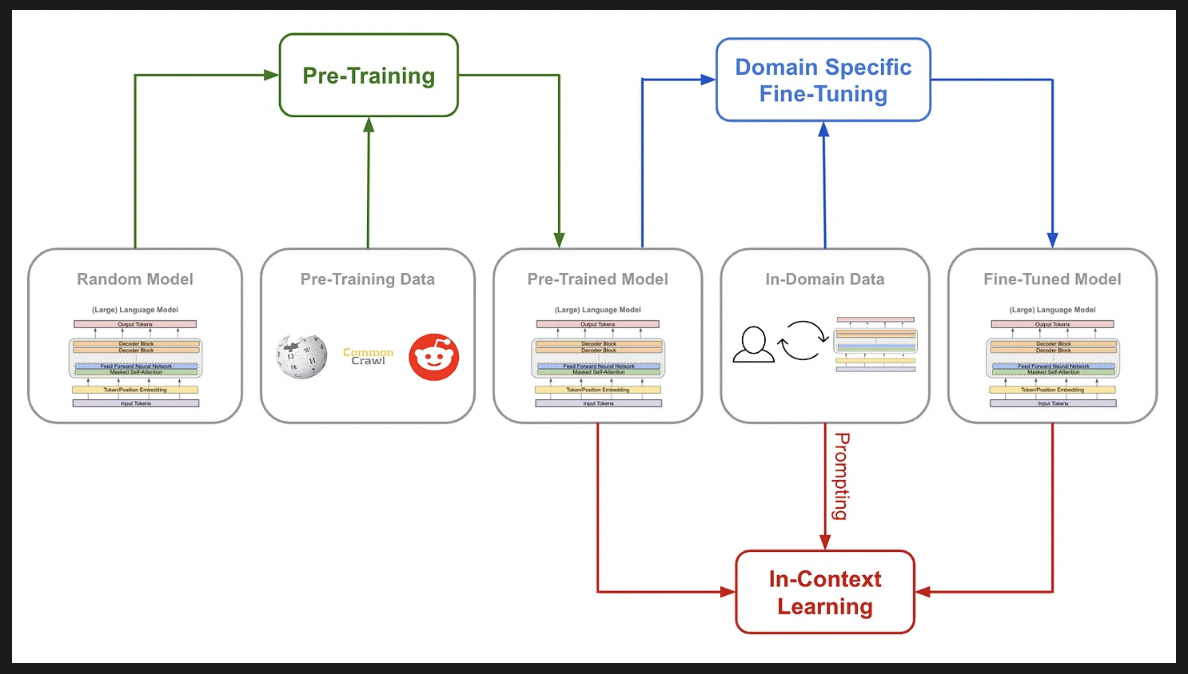 Pre-Training
Domain Specific
Fine-Tuning
Random Model
(Large) Language Model
Output Tokens
Decoder Block
Decoder Block
Feed Forward Neural Network
Masked Self-Attention
Token/Position Embedding
Input Tokens
Pre-Training Data
W
Common
Crawl
Pre-Trained Model
(Large) Language Model
Output Tokens
Decoder Block
Decoder Block
Feed Forward Neural Network
Masked Self-Attention
Token/Position Embedding
Input Tokens
In-Domain Data
Fine-Tuned Model
(Large) Language Model
Output Tokens
Decoder Block
Decoder Block
Feed Forward Neural Network
Masked Self-Attention
Token/Position Embedding
Input Tokens
Prompting
In-Context
Learning